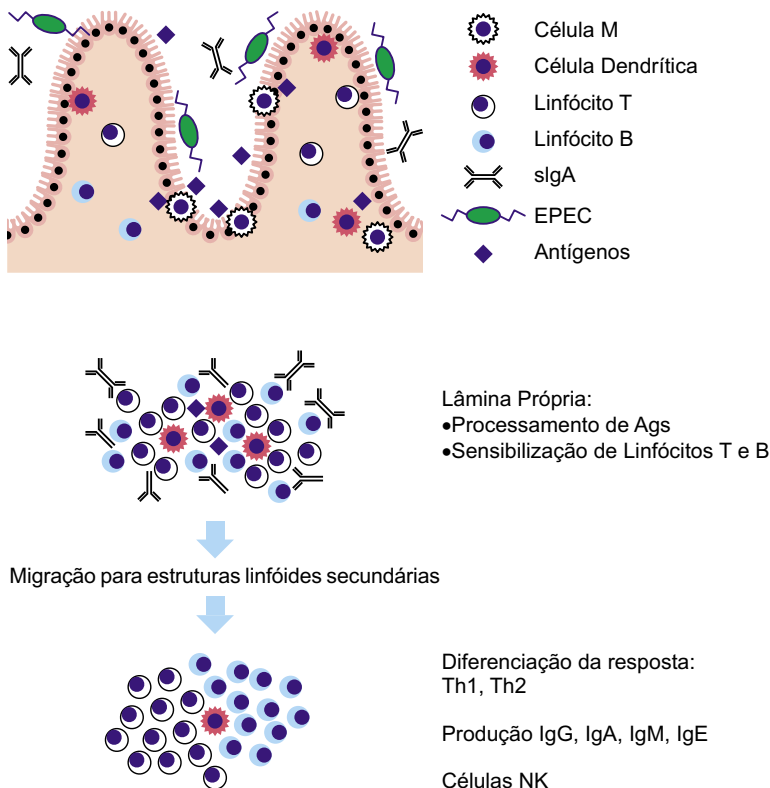 Célula M
Célula Dendrítica
Linfócito T
Linfócito B
sIgA
EPEC
Antígenos
Lâmina Própria:
•Processamento de Ags
•Sensibilização de Linfócitos T e B
Migração para estruturas linfóides secundárias
Diferenciação da resposta:
Th1, Th2
Produção IgG, IgA, IgM, IgE
Células NK